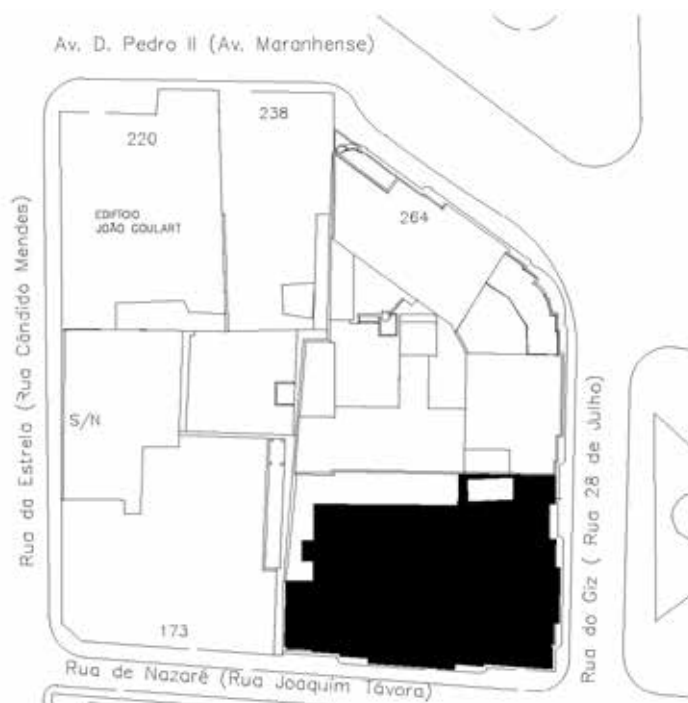 Av. D. Pedro II (Av. Maranhense)
220
238
EDIFÍCIO
JOÃO GOULART
264
Rua da Estrela (Rua Cândido Mendes)
S/N
Rua do Giz ( Rua 28 de Julho)
173
Rua de Nazaré (Rua Joaquim Távora)